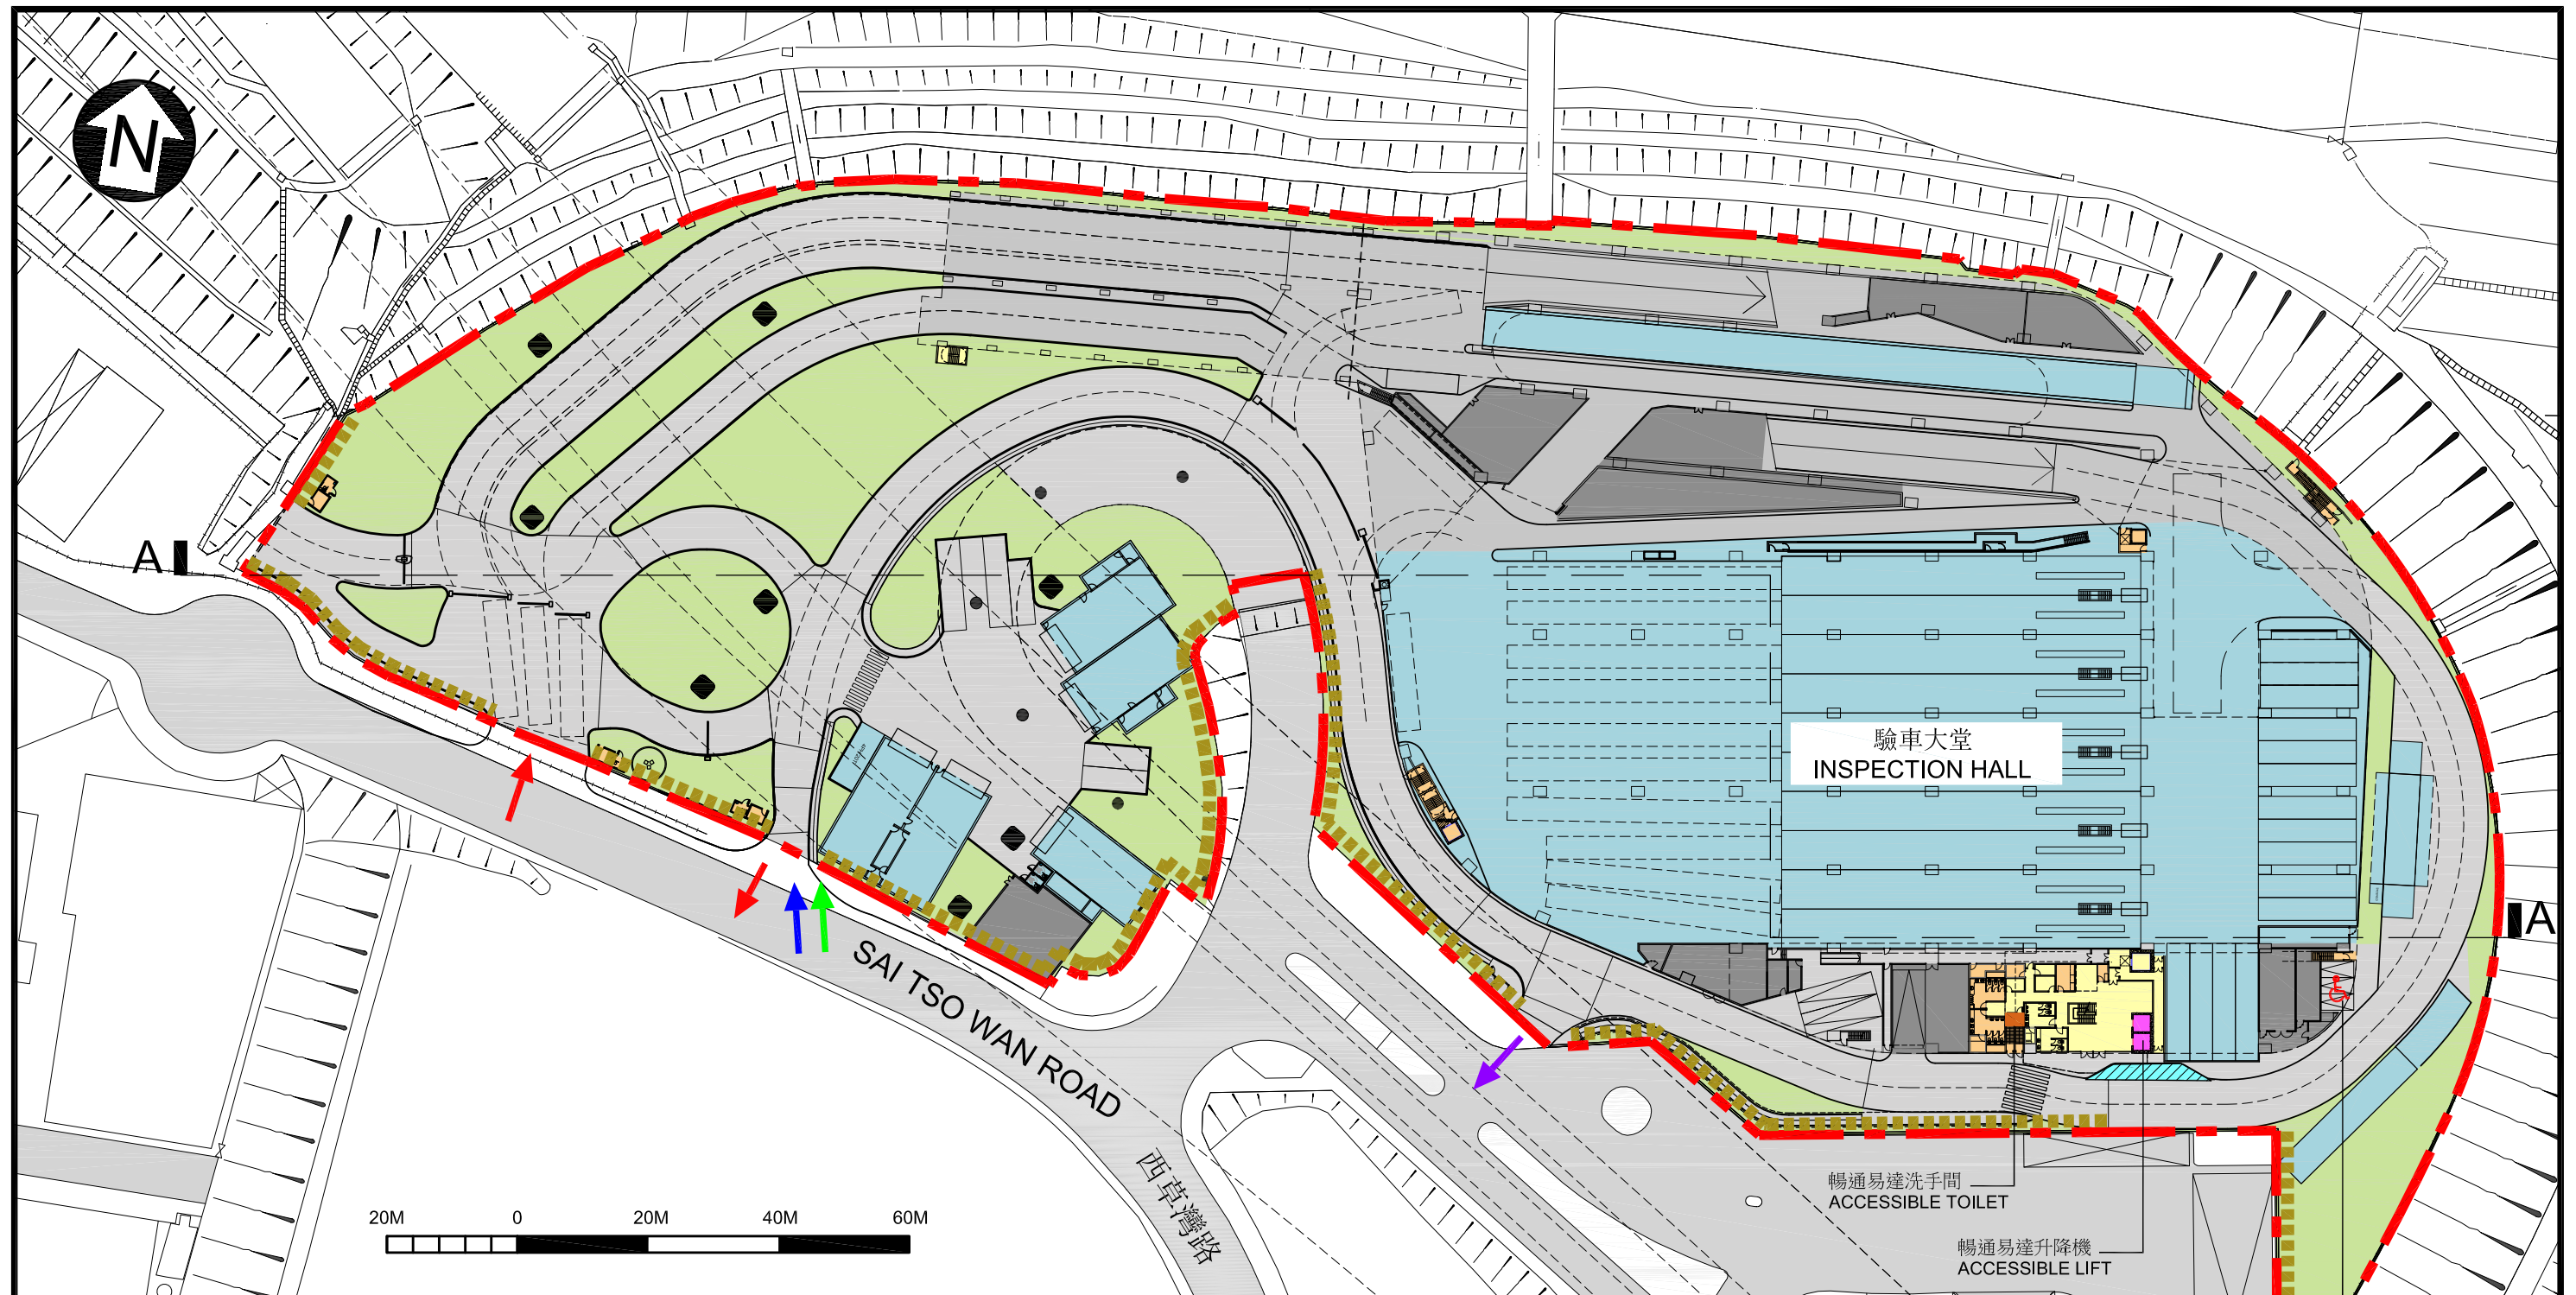 N
A
驗車大堂
INSPECTION HALL
A
SAI TSO WAN ROAD
西草灣路
暢通易達洗手間
ACCESSIBLE TOILET
20M 0 20M 40M 60M
暢通易達升降機
ACCESSIBLE LIFT